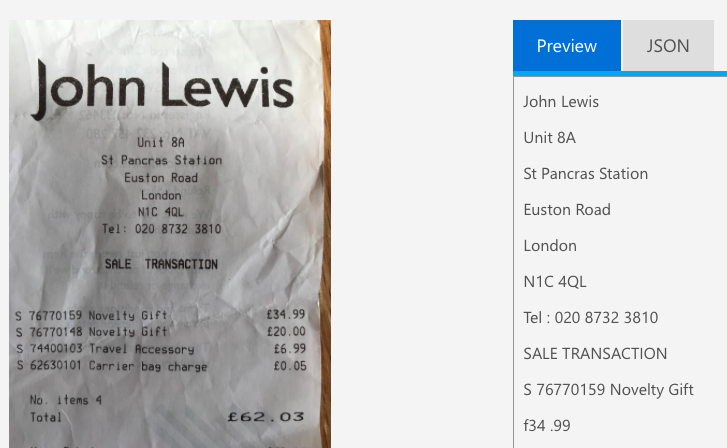 John Lewis
Unit 8A
St Pancras Station
Euston Road
London
N1C 4QL
Tel: 020 8732 3810
SALE TRANSACTION
S 76770159 Novelty Gift £34.99
S 76770148 Novelty Gift £20.00
S 74400103 Travel Accessory £6.99
S 62630101 Carrier bag charge £0.05
No. items 4
Total £62.03
Preview JSON
John Lewis
Unit 8A
St Pancras Station
Euston Road
London
N1C 4QL
Tel : 020 8732 3810
SALE TRANSACTION
S 76770159 Novelty Gift
f34 .99